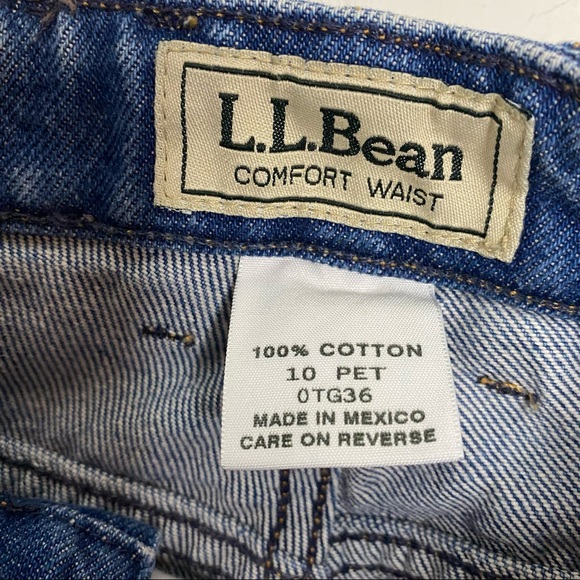 L.L.Bean
COMFORT WAIST
100% COTTON
10 PET
0TG36
MADE IN MEXICO
CARE ON REVERSE